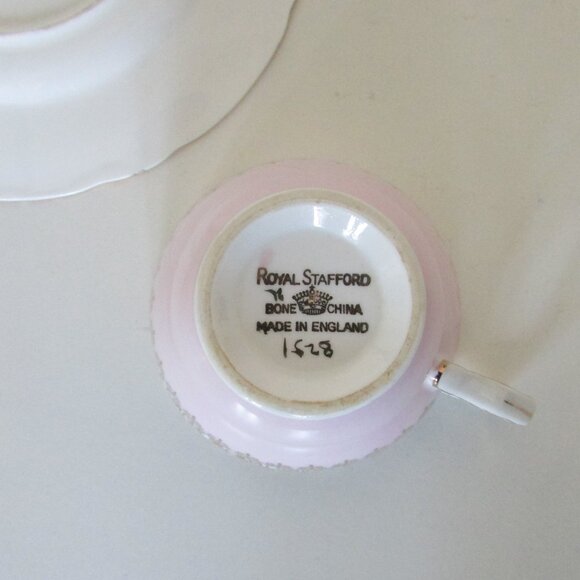 ROYAL STAFFORD
BONE CHINA
MADE IN ENGLAND
1528